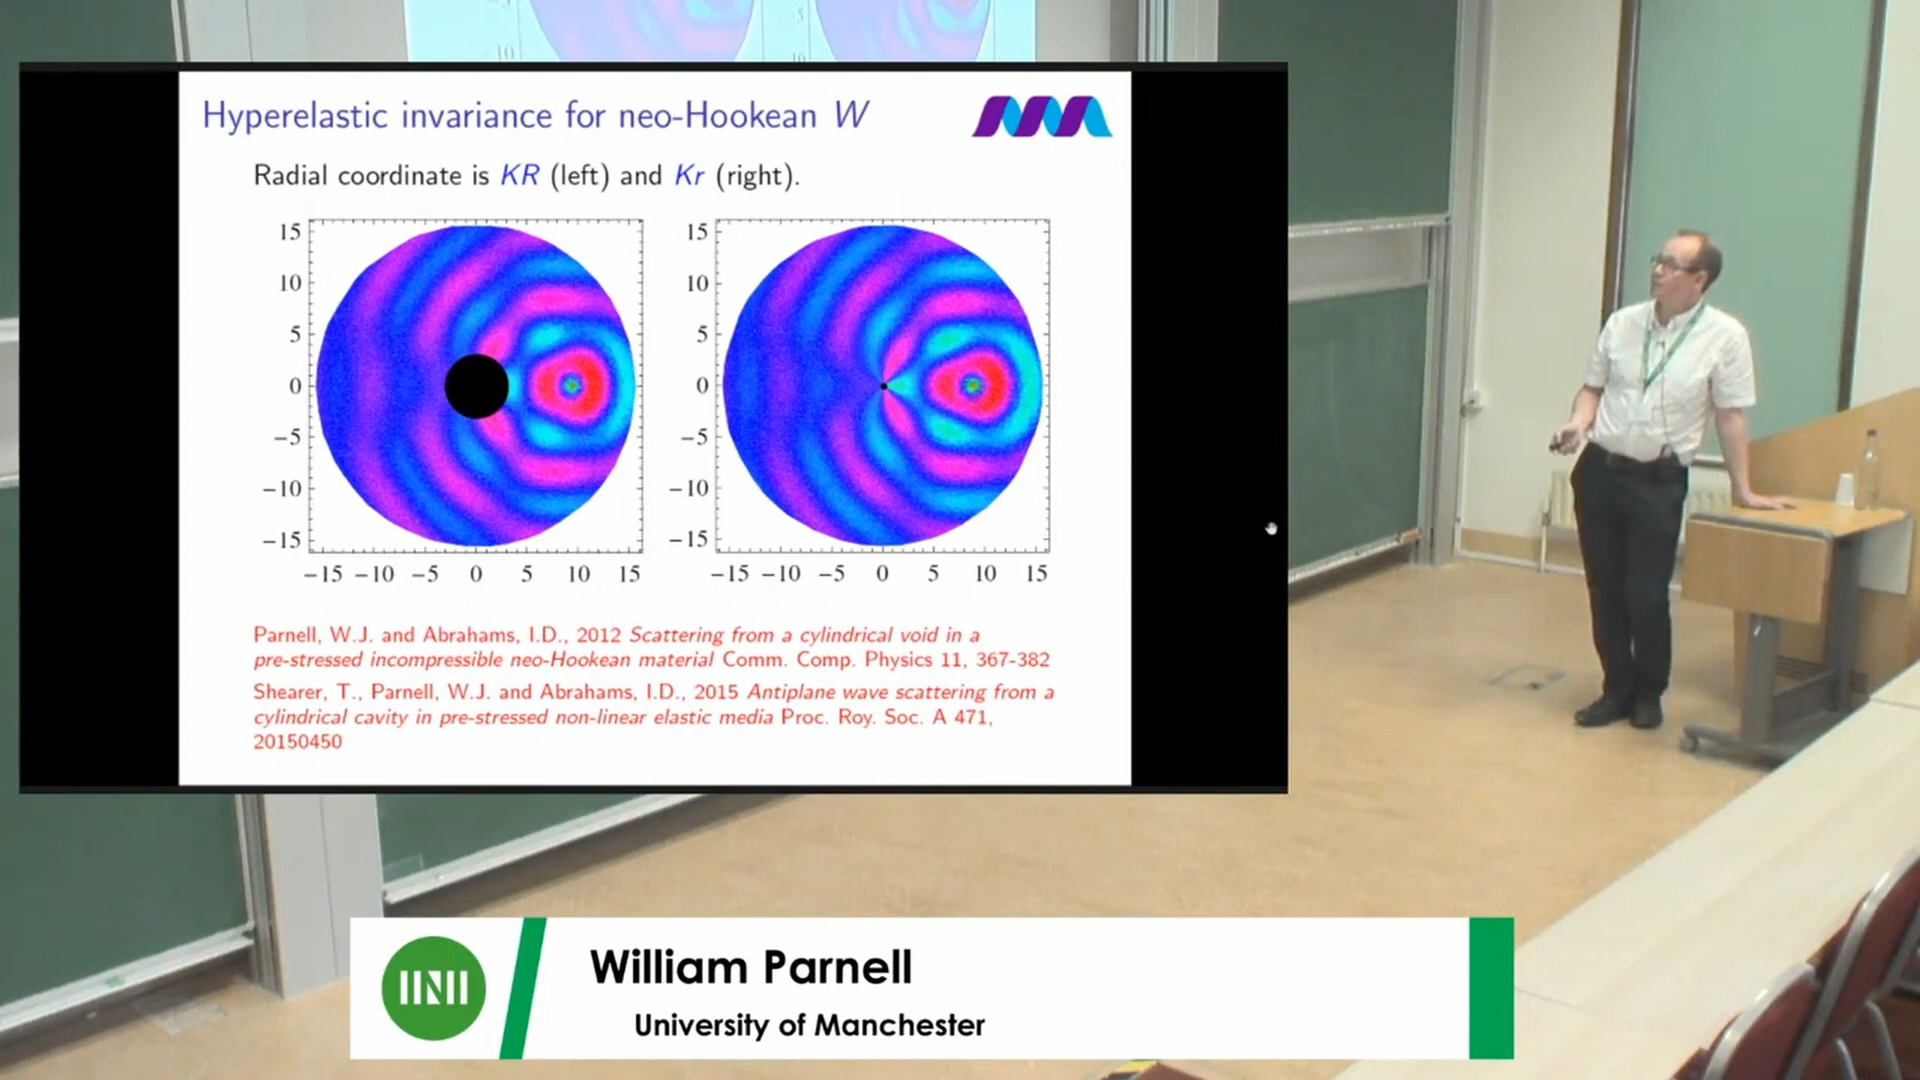 10
5
10
Hyperelastic invariance for neo-Hookean W
Radial coordinate is KR (left) and Kr (right).
15
10
5
0
−5
−10
−15
−15 −10 −5 0 5 10 15
15
10
5
0
−5
−10
−15
−15 −10 −5 0 5 10 15
Parnell, W.J. and Abrahams, I.D., 2012 Scattering from a cylindrical void in a
pre-stressed incompressible neo-Hookean material Comm. Comp. Physics 11, 367-382
Shearer, T., Parnell, W.J. and Abrahams, I.D., 2015 Antiplane wave scattering from a
cylindrical cavity in pre-stressed non-linear elastic media Proc. Roy. Soc. A 471,
20150450
William Parnell
University of Manchester